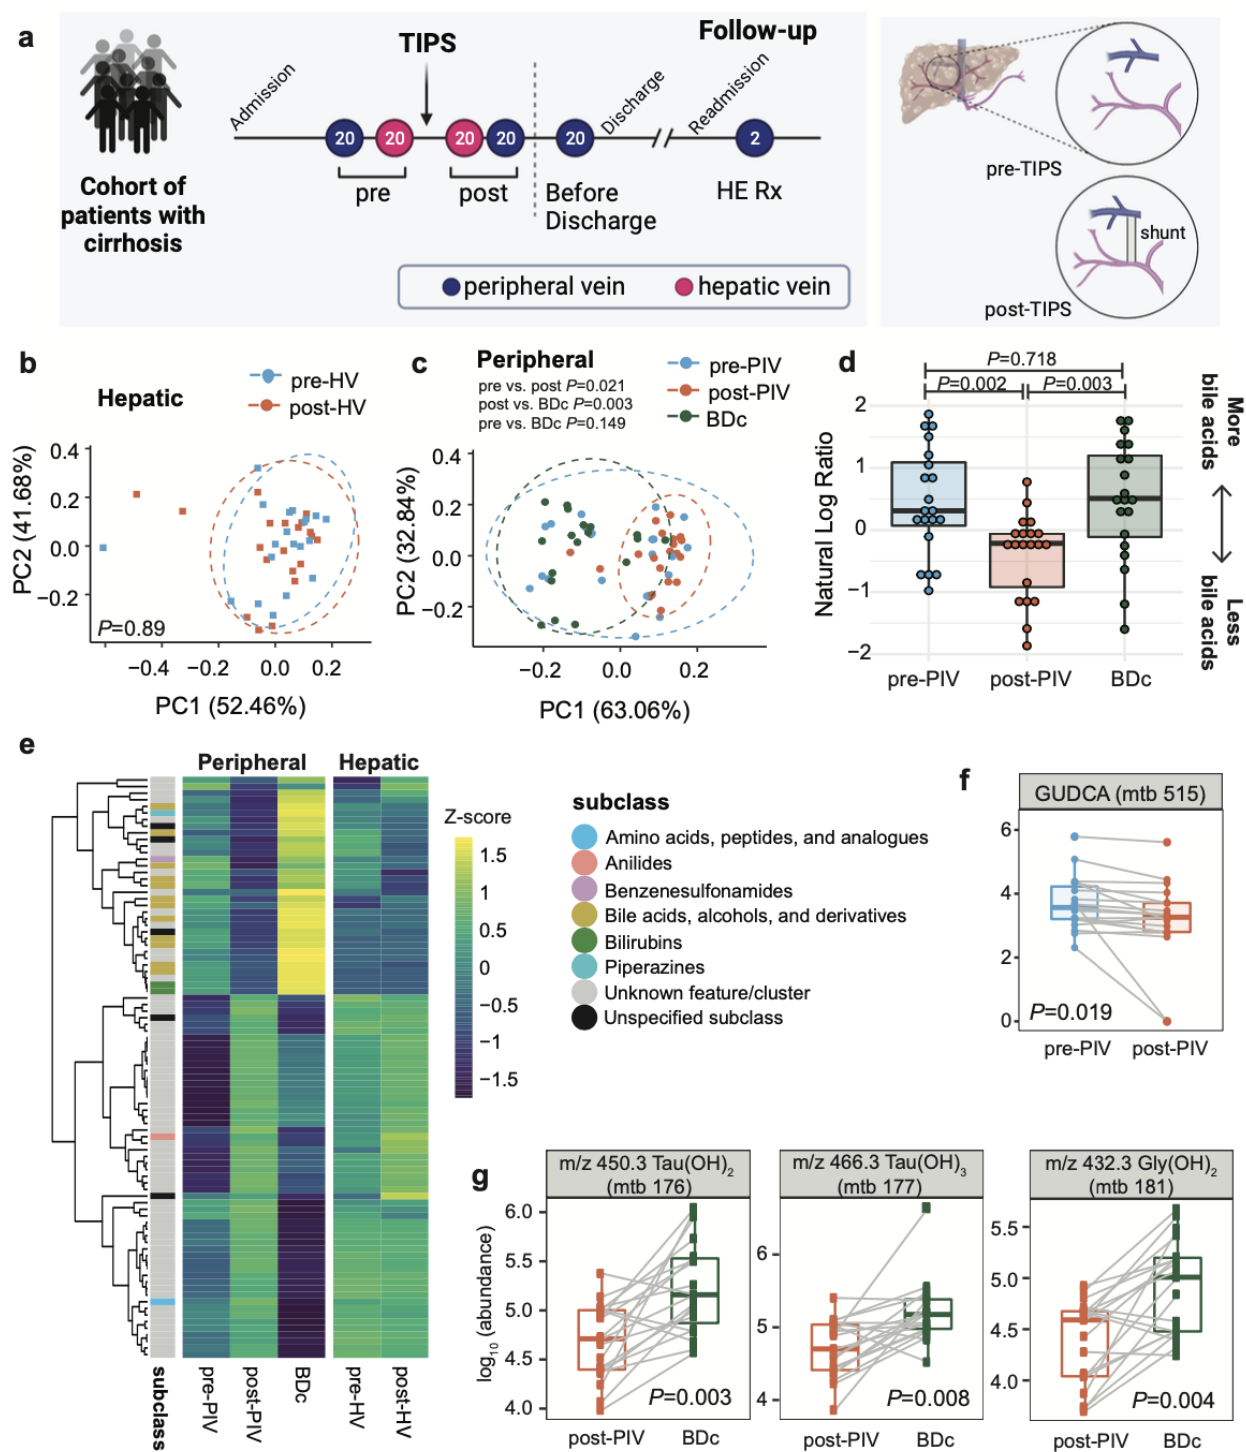 a
TIPS
Follow-up
Admission
Discharge
Readmission
20
20
20
20
20
2
pre
post
Before
Discharge
HE Rx
Cohort of
patients with
cirrhosis
peripheral vein
hepatic vein
pre-TIPS
shunt
post-TIPS
b
Hepatic
pre-HV
post-HV
PC2 (41.68%)
0.4
0.2
0.0
−0.2
P=0.89
−0.4
−0.2
0.0
0.2
PC1 (52.46%)
c
Peripheral
pre vs. post P=0.021
post vs. BDc P=0.003
pre vs. BDc P=0.149
pre-PIV
post-PIV
BDc
PC2 (32.84%)
0.4
0.2
0.0
−0.2
−0.2
0.0
0.2
PC1 (63.06%)
d
P=0.718
P=0.002
P=0.003
Natural Log Ratio
2
1
0
−1
−2
pre-PIV
post-PIV
BDc
More
bile acids
Less
bile acids
e
Peripheral
Hepatic
Z-score
1.5
1
0.5
0
−0.5
−1
−1.5
subclass
pre-PIV
post-PIV
BDc
pre-HV
post-HV
subclass
Amino acids, peptides, and analogues
Anilides
Benzenesulfonamides
Bile acids, alcohols, and derivatives
Bilirubins
Piperazines
Unknown feature/cluster
Unspecified subclass
f
GUDCA (mtb 515)
6
4
2
0
P=0.019
pre-PIV
post-PIV
g
log10 (abundance)
m/z 450.3 Tau(OH)2
(mtb 176)
6.0
5.5
5.0
4.5
4.0
P=0.003
post-PIV
BDc
m/z 466.3 Tau(OH)3
(mtb 177)
6
5
4
P=0.008
post-PIV
BDc
m/z 432.3 Gly(OH)2
(mtb 181)
5.5
5.0
4.5
4.0
P=0.004
post-PIV
BDc